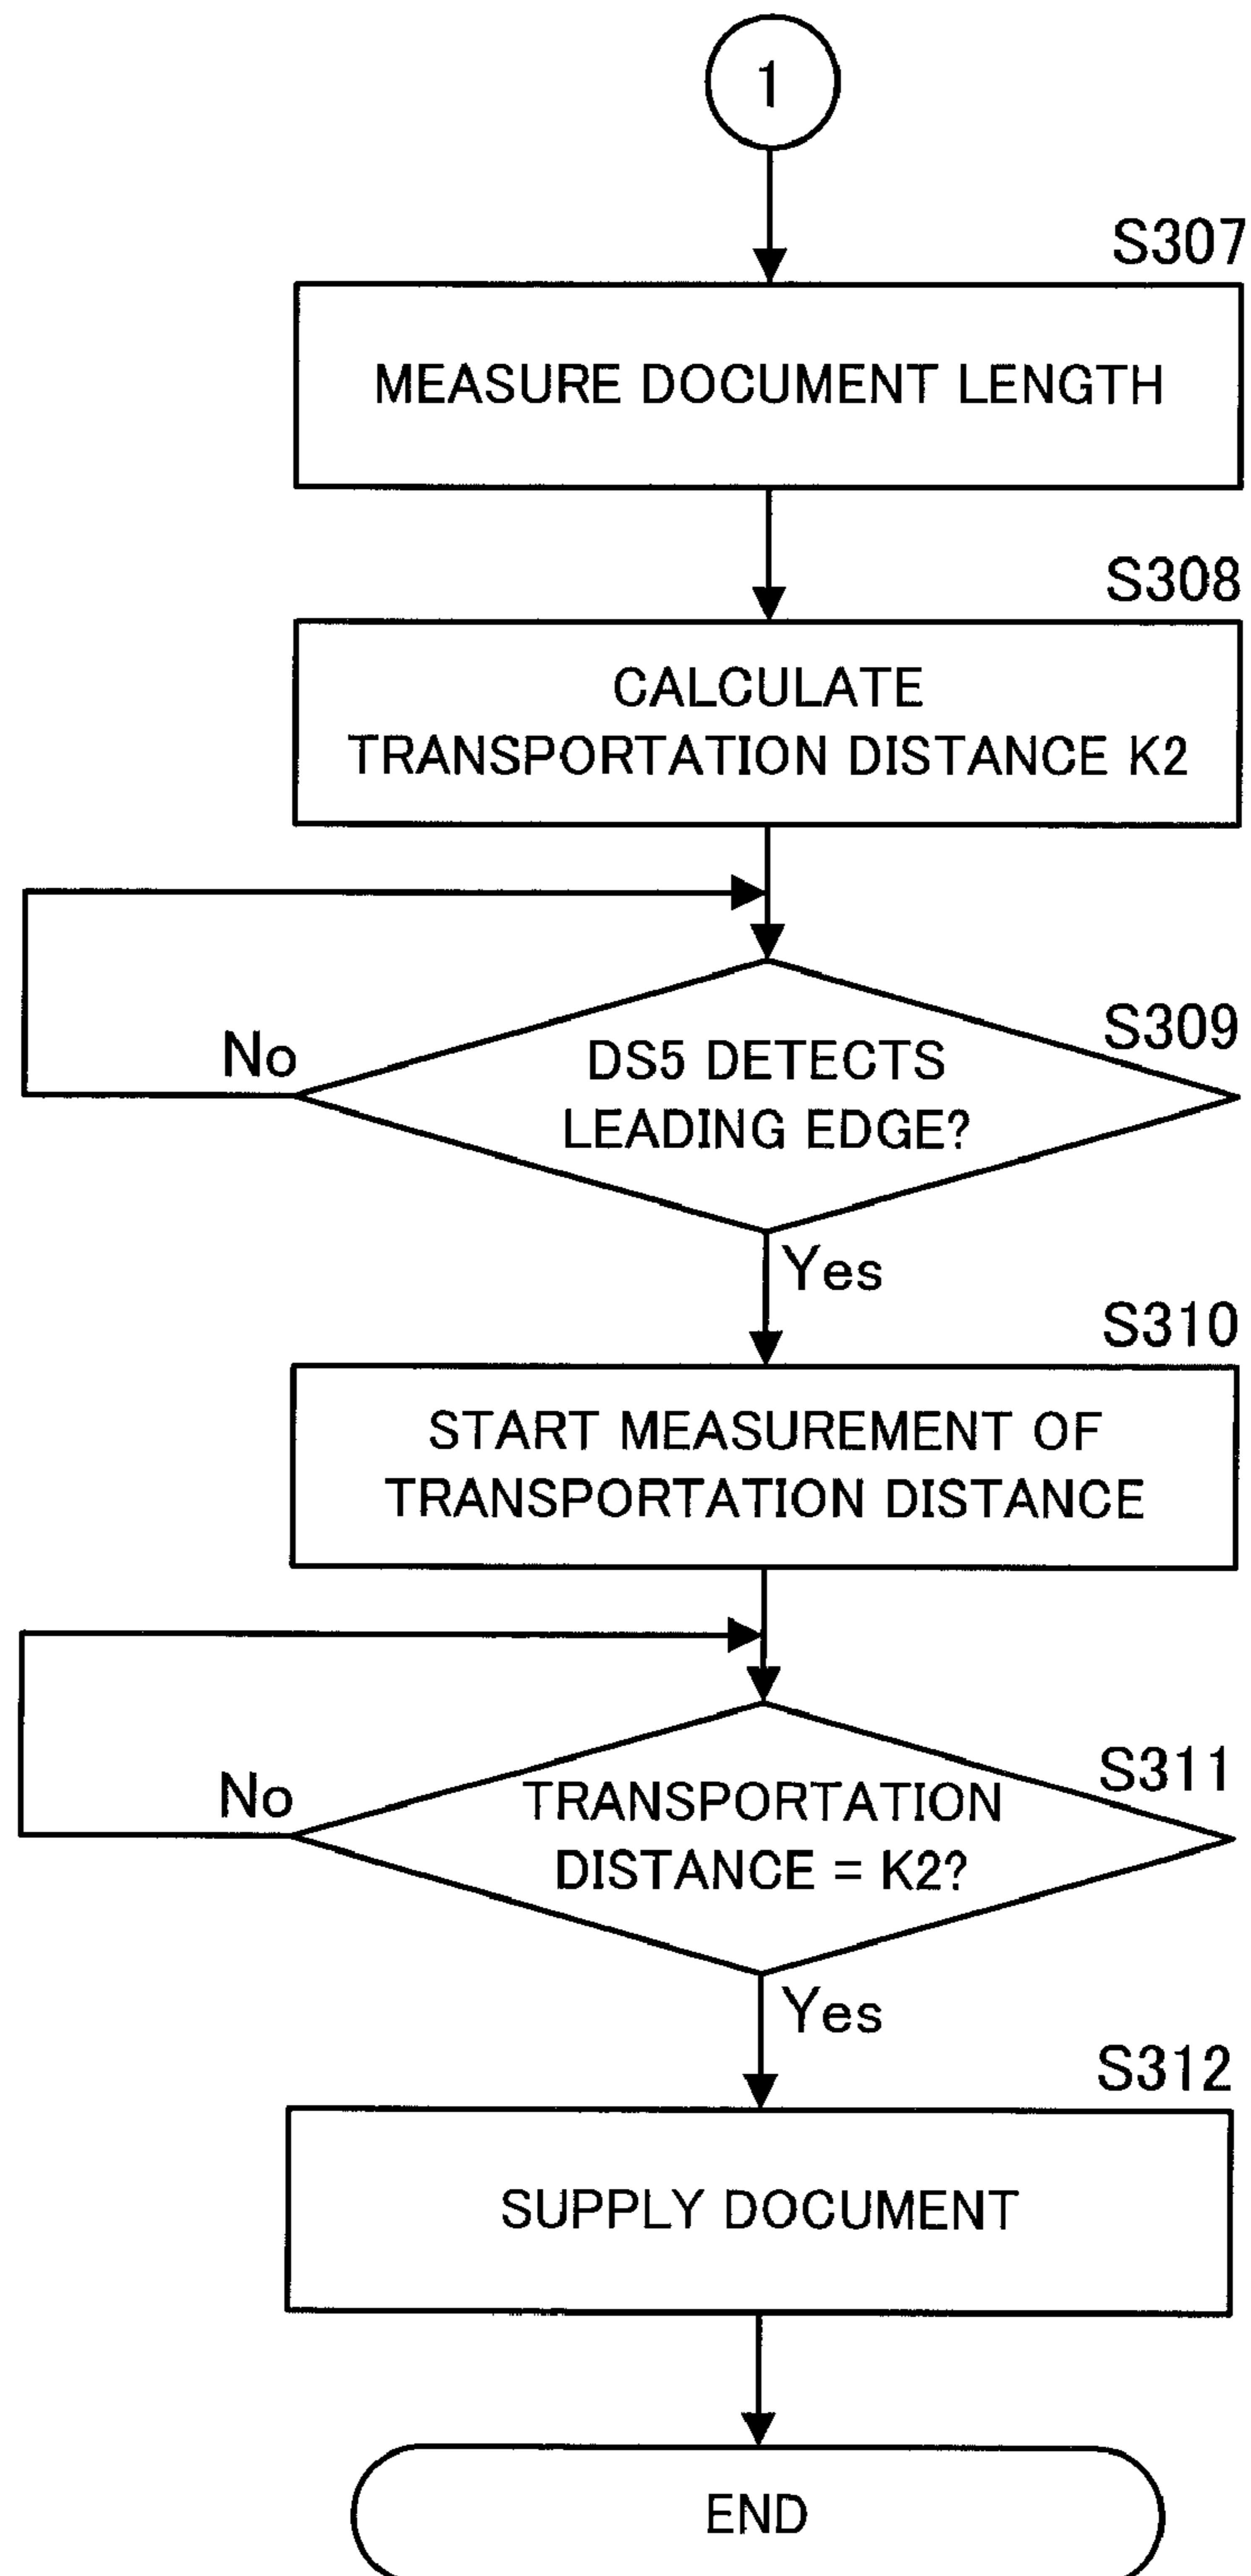 1
S307
MEASURE DOCUMENT LENGTH
S308
CALCULATE
TRANSPORTATION DISTANCE K2
S309
No
DS5 DETECTS
LEADING EDGE?
Yes
S310
START MEASUREMENT OF
TRANSPORTATION DISTANCE
S311
No
TRANSPORTATION
DISTANCE = K2?
Yes
S312
SUPPLY DOCUMENT
END